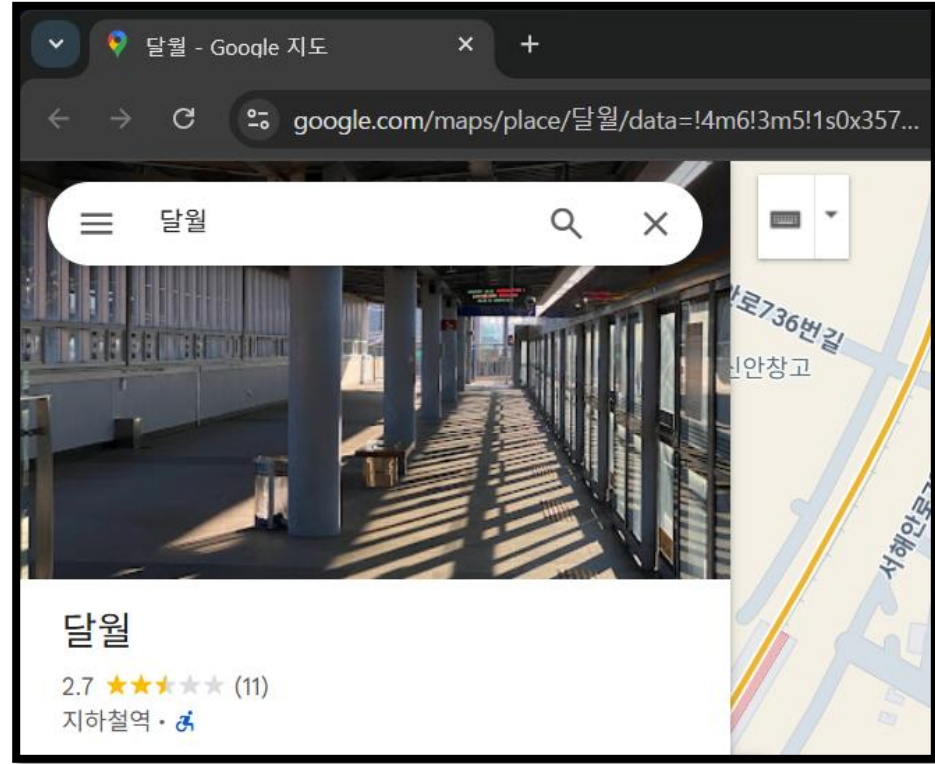 달월 - Google 지도
google.com/maps/place/달월/data=!4m6!3m5!1s0x357...
달월
로736번길
신안창고
서해안로7
달월
2.7 ★★★★★ (11)
지하철역 •